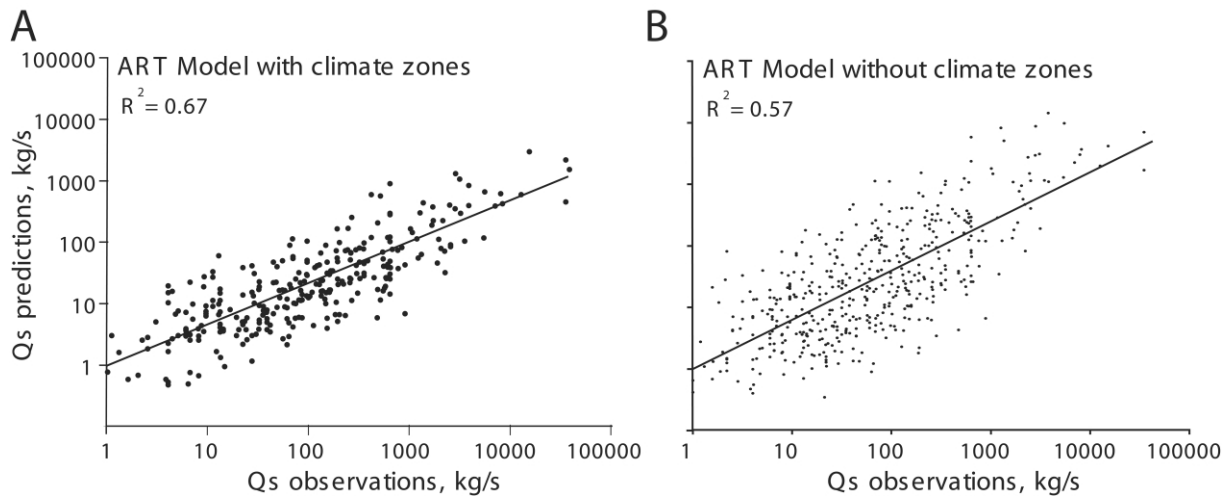 A
ART Model with climate zones
R² = 0.67
Qs predictions, kg/s
100000
10000
1000
100
10
1
1 10 100 1000 10000 100000
Qs observations, kg/s
B
ART Model without climate zones
R² = 0.57
1 10 100 1000 10000 100000
Qs observations, kg/s